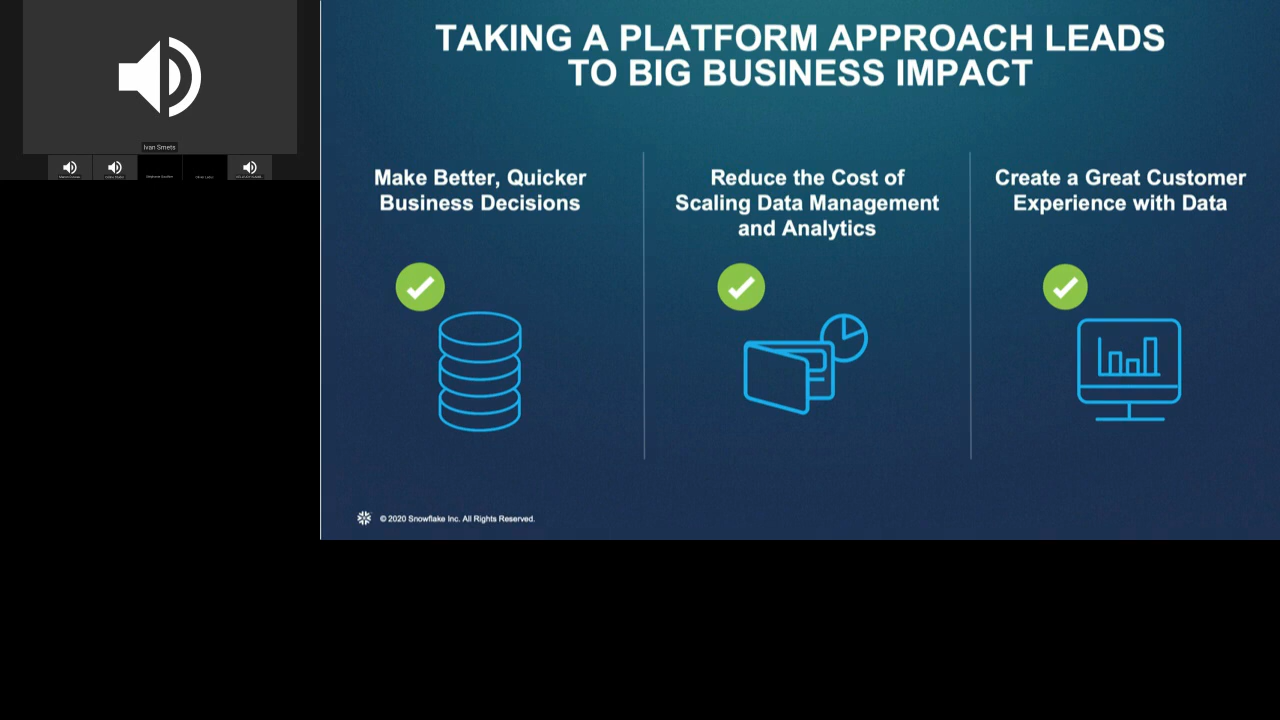 TAKING A PLATFORM APPROACH LEADS
TO BIG BUSINESS IMPACT
Ivan Smets
Make Better, Quicker
Business Decisions
Reduce the Cost of
Scaling Data Management
and Analytics
Create a Great Customer
Experience with Data
© 2020 Snowflake Inc. All Rights Reserved.